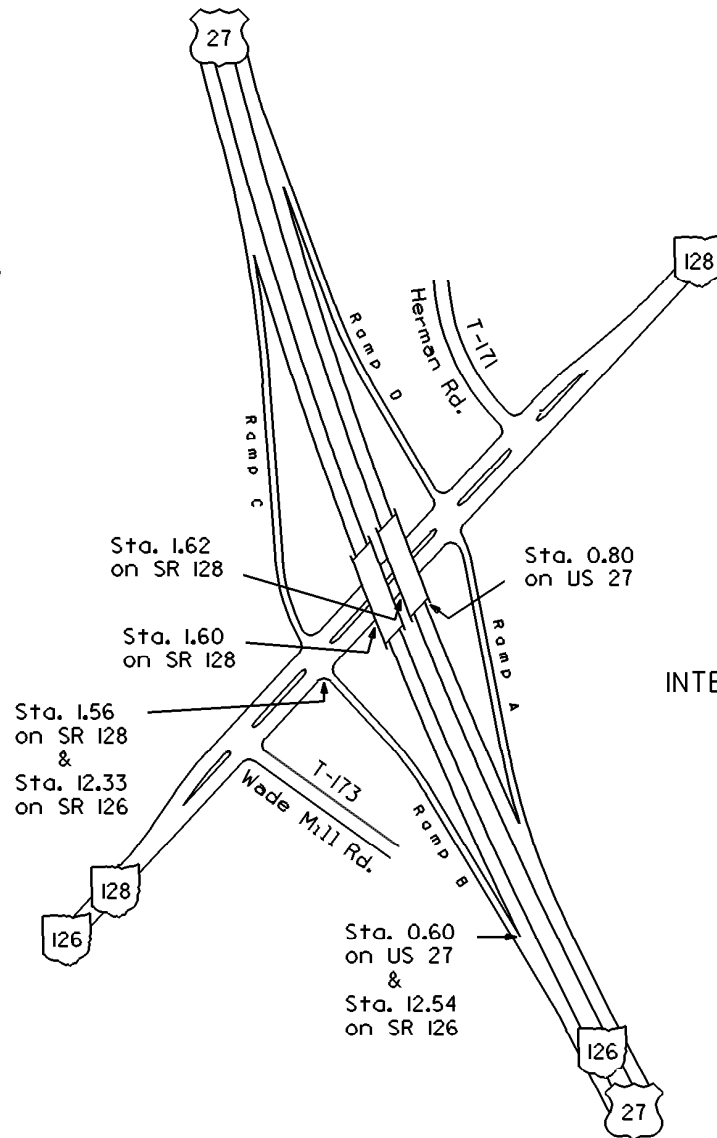 27
128
T-171
Herman Rd.
Ramp D
Ramp C
Sta. 1.62
on SR 128
Sta. 0.80
on US 27
Sta. 1.60
on SR 128
Ramp A
INTE
Sta. 1.56
on SR 128
&
Sta. 12.33
on SR 126
T-173
Wade Mill Rd.
Ramp B
128
126
Sta. 0.60
on US 27
&
Sta. 12.54
on SR 126
126
27